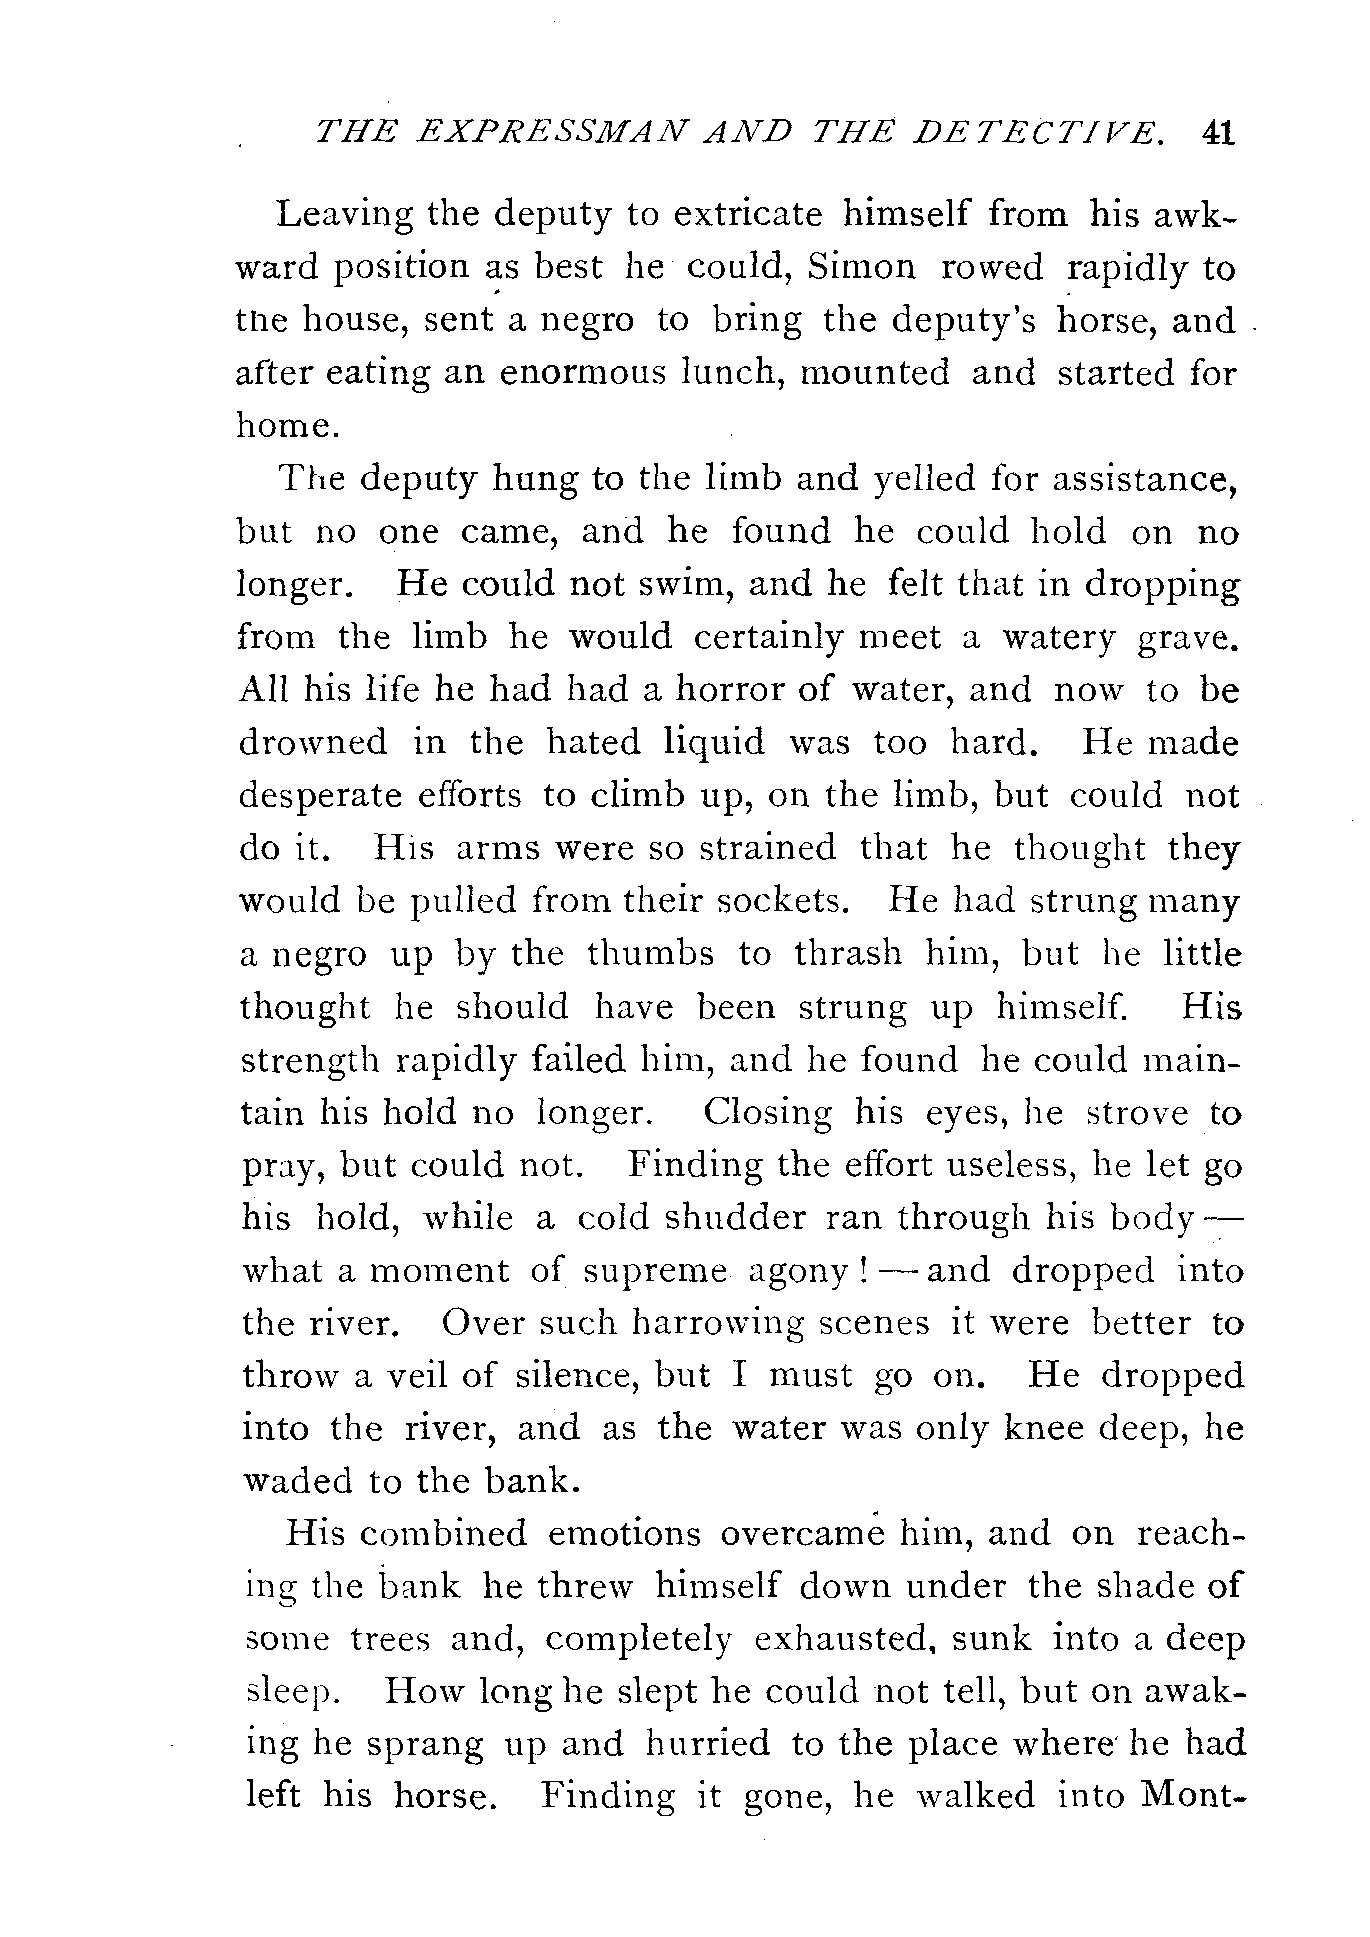 THE EXPRESSMAN AND THE DETECTIVE. 41
Leaving the deputy to extricate himself from his awk-
ward position as best he could, Simon rowed rapidly to
the house, sent a negro to bring the deputy's horse, and
after eating an enormous lunch, mounted and started for
home.
The deputy hung to the limb and yelled for assistance,
but no one came, and he found he could hold on no
longer. He could not swim, and he felt that in dropping
from the limb he would certainly meet a watery grave.
All his life he had had a horror of water, and now to be
drowned in the hated liquid was too hard. He made
desperate efforts to climb up, on the limb, but could not
do it. His arms were so strained that he thought they
would be pulled from their sockets. He had strung many
a negro up by the thumbs to thrash him, but he little
thought he should have been strung up himself. His
strength rapidly failed him, and he found he could main-
tain his hold no longer. Closing his eyes, he strove to
pray, but could not. Finding the effort useless, he let go
his hold, while a cold shudder ran through his body —
what a moment of supreme agony ! — and dropped into
the river. Over such harrowing scenes it were better to
throw a veil of silence, but I must go on. He dropped
into the river, and as the water was only knee deep, he
waded to the bank.
His combined emotions overcame him, and on reach-
ing the bank he threw himself down under the shade of
some trees and, completely exhausted, sunk into a deep
sleep. How long he slept he could not tell, but on awak-
ing he sprang up and hurried to the place where he had
left his horse. Finding it gone, he walked into Mont-